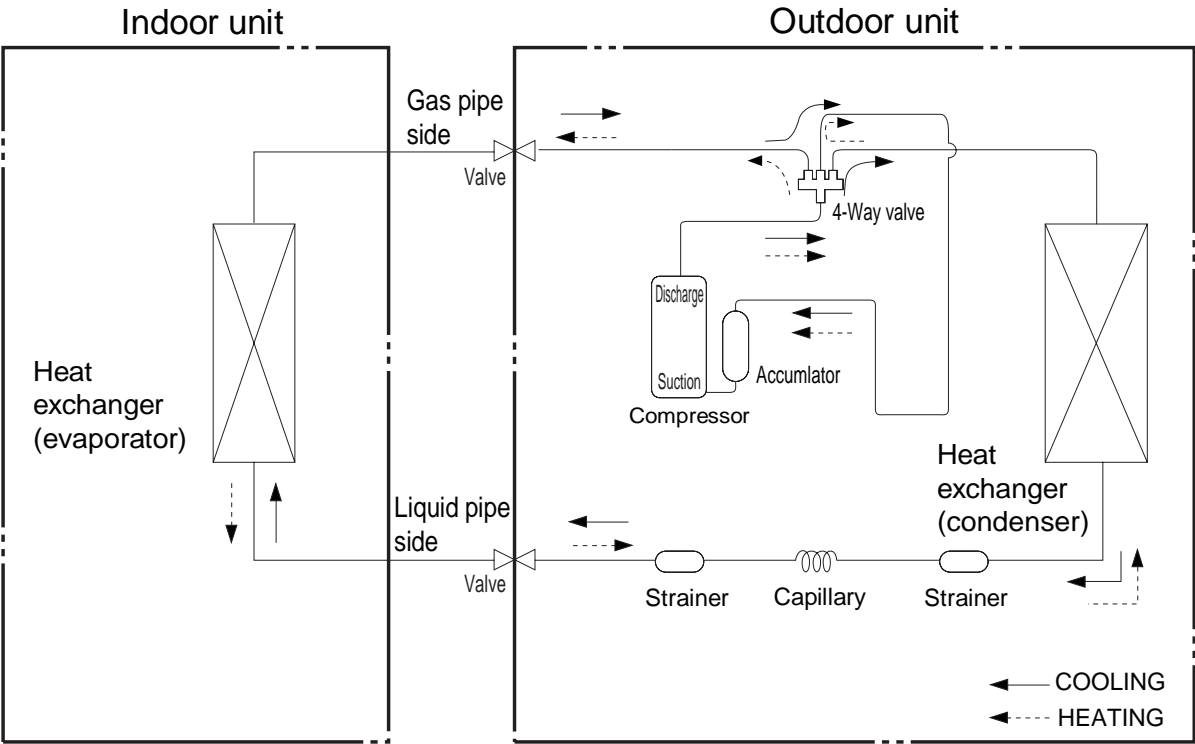 Indoor unit
Outdoor unit
Gas pipe
side
Valve
4-Way valve
Discharge
Suction
Accumlator
Compressor
Heat
exchanger
(evaporator)
Heat
exchanger
(condenser)
Liquid pipe
side
Valve
Strainer
Capillary
Strainer
COOLING
HEATING